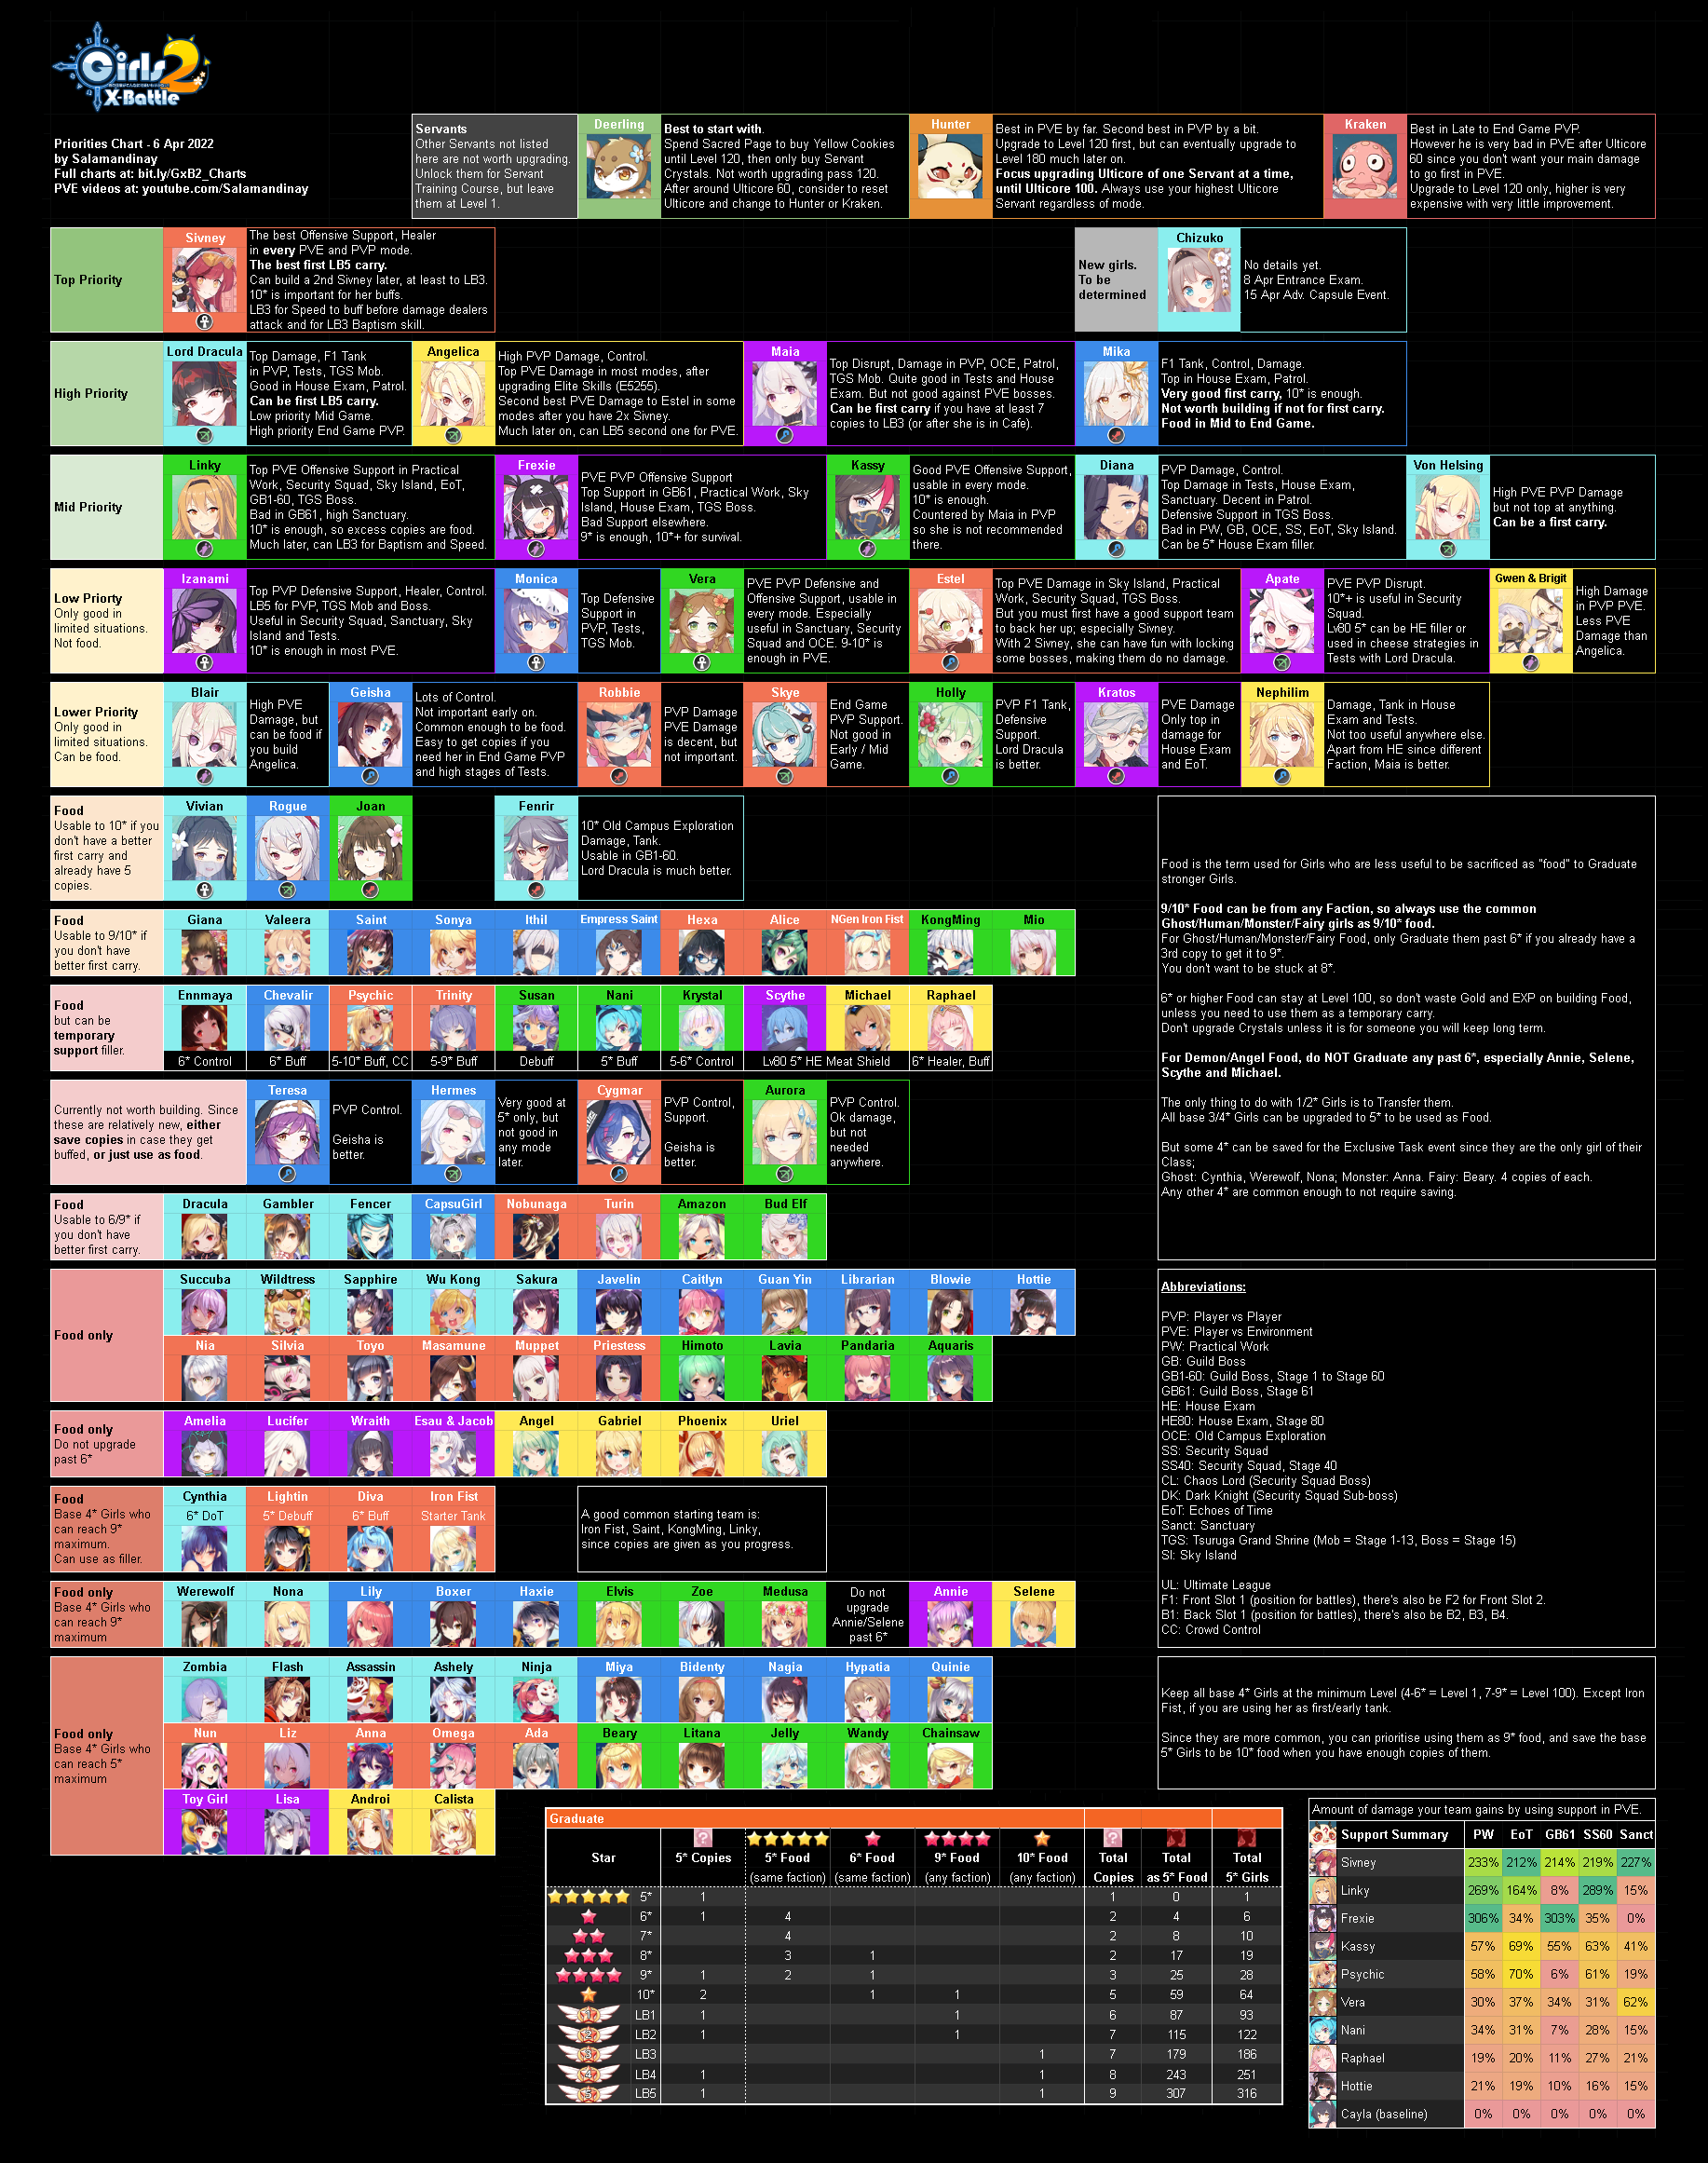 Girls 2
X-Battle
Priorities Chart - 6 Apr 2022
by Salamandinay
Full charts at: bit.ly/GxB2_Charts
PVE videos at: youtube.com/Salamandinay
Servants
Other Servants not listed
here are not worth upgrading.
Unlock them for Servant
Training Course, but leave
them at Level 1.
Deerling
Best to start with.
Spend Sacred Page to buy Yellow Cookies
until Level 120, then only buy Servant
Crystals. Not worth upgrading pass 120.
After around Ulticore 60, consider to reset
Ulticore and change to Hunter or Kraken.
Hunter
Best in PVE by far. Second best in PVP by a bit.
Upgrade to Level 120 first, but can eventually upgrade to
Level 180 much later on.
Focus upgrading Ulticore of one Servant at a time,
until Ulticore 100. Always use your highest Ulticore
Servant regardless of mode.
Kraken
Best in Late to End Game PVP.
However he is very bad in PVE after Ulticore
60 since you don't want your main damage
to go first in PVE.
Upgrade to Level 120 only, higher is very
expensive with very little improvement.
Top Priority
Sivney
The best Offensive Support, Healer
in every PVE and PVP mode.
The best first LB5 carry.
Can build a 2nd Sivney later, at least to LB3.
10* is important for her buffs.
LB3 for Speed to buff before damage dealers
attack and for LB3 Baptism skill.
New girls.
To be
determined
Chizuko
No details yet.
8 Apr Entrance Exam.
15 Apr Adv. Capsule Event.
High Priority
Lord Dracula
Top Damage, F1 Tank
in PVP, Tests, TGS Mob.
Good in House Exam, Patrol.
Can be first LB5 carry.
Low priority Mid Game.
High priority End Game PVP.
Angelica
High PVP Damage, Control.
Top PVE Damage in most modes, after
upgrading Elite Skills (E5255).
Second best PVE Damage to Estel in some
modes after you have 2x Sivney.
Much later on, can LB5 second one for PVE.
Maia
Top Disrupt, Damage in PVP, OCE, Patrol,
TGS Mob. Quite good in Tests and House
Exam. But not good against PVE bosses.
Can be first carry if you have at least 7
copies to LB3 (or after she is in Cafe).
Mika
F1 Tank, Control, Damage.
Top in House Exam, Patrol.
Very good first carry, 10* is enough.
Not worth building if not for first carry.
Food in Mid to End Game.
Mid Priority
Linky
Top PVE Offensive Support in Practical
Work, Security Squad, Sky Island, EoT,
GB1-60, TGS Boss.
Bad in GB61, high Sanctuary.
10* is enough, so excess copies are food.
Much later, can LB3 for Baptism and Speed.
Frexie
PVE PVP Offensive Support
Top Support in GB61, Practical Work, Sky
Island, House Exam, TGS Boss.
Bad Support elsewhere.
9* is enough, 10*+ for survival.
Kassy
Good PVE Offensive Support,
usable in every mode.
10* is enough.
Countered by Maia in PVP
so she is not recommended
there.
Diana
PVP Damage, Control.
Top Damage in Tests, House Exam,
Sanctuary. Decent in Patrol.
Defensive Support in TGS Boss.
Bad in PW, GB, OCE, SS, EoT, Sky Island.
Can be 5* House Exam filler.
Von Helsing
High PVE PVP Damage
but not top at anything.
Can be a first carry.
Low Priorty
Only good in
limited situations.
Not food.
Izanami
Top PVP Defensive Support, Healer, Control.
LB5 for PVP, TGS Mob and Boss.
Useful in Security Squad, Sanctuary, Sky
Island and Tests.
10* is enough in most PVE.
Monica
Top Defensive
Support in
PVP, Tests,
TGS Mob.
Vera
PVE PVP Defensive and
Offensive Support, usable in
every mode. Especially
useful in Sanctuary, Security
Squad and OCE. 9-10* is
enough in PVE.
Estel
Top PVE Damage in Sky Island, Practical
Work, Security Squad, TGS Boss.
But you must first have a good support team
to back her up; especially Sivney.
With 2 Sivney, she can have fun with locking
some bosses, making them do no damage.
Apate
PVE PVP Disrupt.
10*+ is useful in Security
Squad.
Lv80 5* can be HE filler or
used in cheese strategies in
Tests with Lord Dracula.
Gwen & Brigit
High Damage
in PVP PVE.
Less PVE
Damage than
Angelica.
Lower Priority
Only good in
limited situations.
Can be food.
Blair
High PVE
Damage, but
can be food if
you build
Angelica.
Geisha
Lots of Control.
Not important early on.
Common enough to be food.
Easy to get copies if you
need her in End Game PVP
and high stages of Tests.
Robbie
PVP Damage
PVE Damage
is decent, but
not important.
Skye
End Game
PVP Support.
Not good in
Early / Mid
Game.
Holly
PVP F1 Tank,
Defensive
Support.
Lord Dracula
is better.
Kratos
PVE Damage
Only top in
damage for
House Exam
and EoT.
Nephilim
Damage, Tank in House
Exam and Tests.
Not too useful anywhere else.
Apart from HE since different
Faction, Maia is better.
Food
Usable to 10* if you
don't have a better
first carry and
already have 5
copies.
Vivian Rogue Joan
Fenrir
10* Old Campus Exploration
Damage, Tank.
Usable in GB1-60.
Lord Dracula is much better.
Food is the term used for Girls who are less useful to be sacrificed as "food" to Graduate
stronger Girls.
9/10* Food can be from any Faction, so always use the common
Ghost/Human/Monster/Fairy girls as 9/10* food.
For Ghost/Human/Monster/Fairy Food, only Graduate them past 6* if you already have a
3rd copy to get it to 9*.
You don't want to be stuck at 8*.
6* or higher Food can stay at Level 100, so don't waste Gold and EXP on building Food,
unless you need to use them as a temporary carry.
Don't upgrade Crystals unless it is for someone you will keep long term.
For Demon/Angel Food, do NOT Graduate any past 6*, especially Annie, Selene,
Scythe and Michael.
The only thing to do with 1/2* Girls is to Transfer them.
All base 3/4* Girls can be upgraded to 5* to be used as Food.
But some 4* can be saved for the Exclusive Task event since they are the only girl of their
Class;
Ghost: Cynthia, Werewolf, Nona; Monster: Anna. Fairy: Beary. 4 copies of each.
Any other 4* are common enough to not require saving.
Food
Usable to 9/10* if
you don't have
better first carry.
Giana Valeera Saint Sonya Ithil Empress Saint Hexa Alice NGen Iron Fist KongMing Mio
Food
but can be
temporary
support filler.
Ennmaya Chevalir Psychic Trinity Susan Nani Krystal Scythe Michael Raphael
6* Control 6* Buff 5-10* Buff, CC 5-9* Buff Debuff 5* Buff 5-6* Control Lv80 5* HE Meat Shield 6* Healer, Buff
Currently not worth building. Since
these are relatively new, either
save copies in case they get
buffed, or just use as food.
Teresa
PVP Control.
Geisha is
better.
Hermes
Very good at
5* only, but
not good in
any mode
later.
Cygmar
PVP Control,
Support.
Geisha is
better.
Aurora
PVP Control.
Ok damage,
but not
needed
anywhere.
Food
Usable to 6/9* if
you don't have
better first carry.
Dracula Gambler Fencer CapsuGirl Nobunaga Turin Amazon Bud Elf
Food only
Succuba Wildtress Sapphire Wu Kong Sakura Javelin Caitlyn Guan Yin Librarian Blowie Hottie
Nia Silvia Toyo Masamune Muppet Priestess Himoto Lavia Pandaria Aquaris
Abbreviations:
PVP: Player vs Player
PVE: Player vs Environment
PW: Practical Work
GB: Guild Boss
GB1-60: Guild Boss, Stage 1 to Stage 60
GB61: Guild Boss, Stage 61
HE: House Exam
HE80: House Exam, Stage 80
OCE: Old Campus Exploration
SS: Security Squad
SS40: Security Squad, Stage 40
CL: Chaos Lord (Security Squad Boss)
DK: Dark Knight (Security Squad Sub-boss)
EoT: Echoes of Time
Sanct: Sanctuary
TGS: Tsuruga Grand Shrine (Mob = Stage 1-13, Boss = Stage 15)
SI: Sky Island
UL: Ultimate League
F1: Front Slot 1 (position for battles), there's also be F2 for Front Slot 2.
B1: Back Slot 1 (position for battles), there's also be B2, B3, B4.
CC: Crowd Control
Food only
Do not upgrade
past 6*
Amelia Lucifer Wraith Esau & Jacob Angel Gabriel Phoenix Uriel
Food
Base 4* Girls who
can reach 9*
maximum.
Can use as filler.
Cynthia Lightin Diva Iron Fist
6* DoT 5* Debuff 6* Buff Starter Tank
A good common starting team is:
Iron Fist, Saint, KongMing, Linky,
since copies are given as you progress.
Food only
Base 4* Girls who
can reach 9*
maximum
Werewolf Nona Lily Boxer Haxie Elvis Zoe Medusa
Do not
upgrade
Annie/Selene
past 6*
Annie Selene
Food only
Base 4* Girls who
can reach 5*
maximum
Zombia Flash Assassin Ashely Ninja Miya Bidenty Nagia Hypatia Quinie
Nun Liz Anna Omega Ada Beary Litana Jelly Wandy Chainsaw
Toy Girl Lisa Androi Calista
Keep all base 4* Girls at the minimum Level (4-6* = Level 1, 7-9* = Level 100). Except Iron
Fist, if you are using her as first/early tank.
Since they are more common, you can prioritise using them as 9* food, and save the base
5* Girls to be 10* food when you have enough copies of them.
Graduate
Star 5* Copies 5* Food 6* Food 9* Food 10* Food Total Total Total
(same faction) (same faction) (any faction) (any faction) Copies as 5* Food 5* Girls
5* 1 1 0 1
6* 1 4 2 4 6
7* 4 2 8 10
8* 3 1 2 17 19
9* 1 2 1 3 25 28
10* 2 1 1 5 59 64
1 LB1 1 1 6 87 93
2 LB2 1 1 7 115 122
3 LB3 1 7 179 186
4 LB4 1 1 8 243 251
5 LB5 1 1 9 307 316
Amount of damage your team gains by using support in PVE.
Support Summary PW EoT GB61 SS60 Sanct
Sivney 233% 212% 214% 219% 227%
Linky 269% 164% 8% 289% 15%
Frexie 306% 34% 303% 35% 0%
Kassy 57% 69% 55% 63% 41%
Psychic 58% 70% 6% 61% 19%
Vera 30% 37% 34% 31% 62%
Nani 34% 31% 7% 28% 15%
Raphael 19% 20% 11% 27% 21%
Hottie 21% 19% 10% 16% 15%
Cayla (baseline) 0% 0% 0% 0% 0%